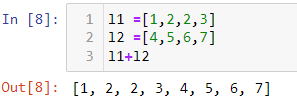 In [8]:
1 l1 =[1,2,2,3]
2 l2 =[4,5,6,7]
3 l1+l2
Out[8]: [1, 2, 2, 3, 4, 5, 6, 7]